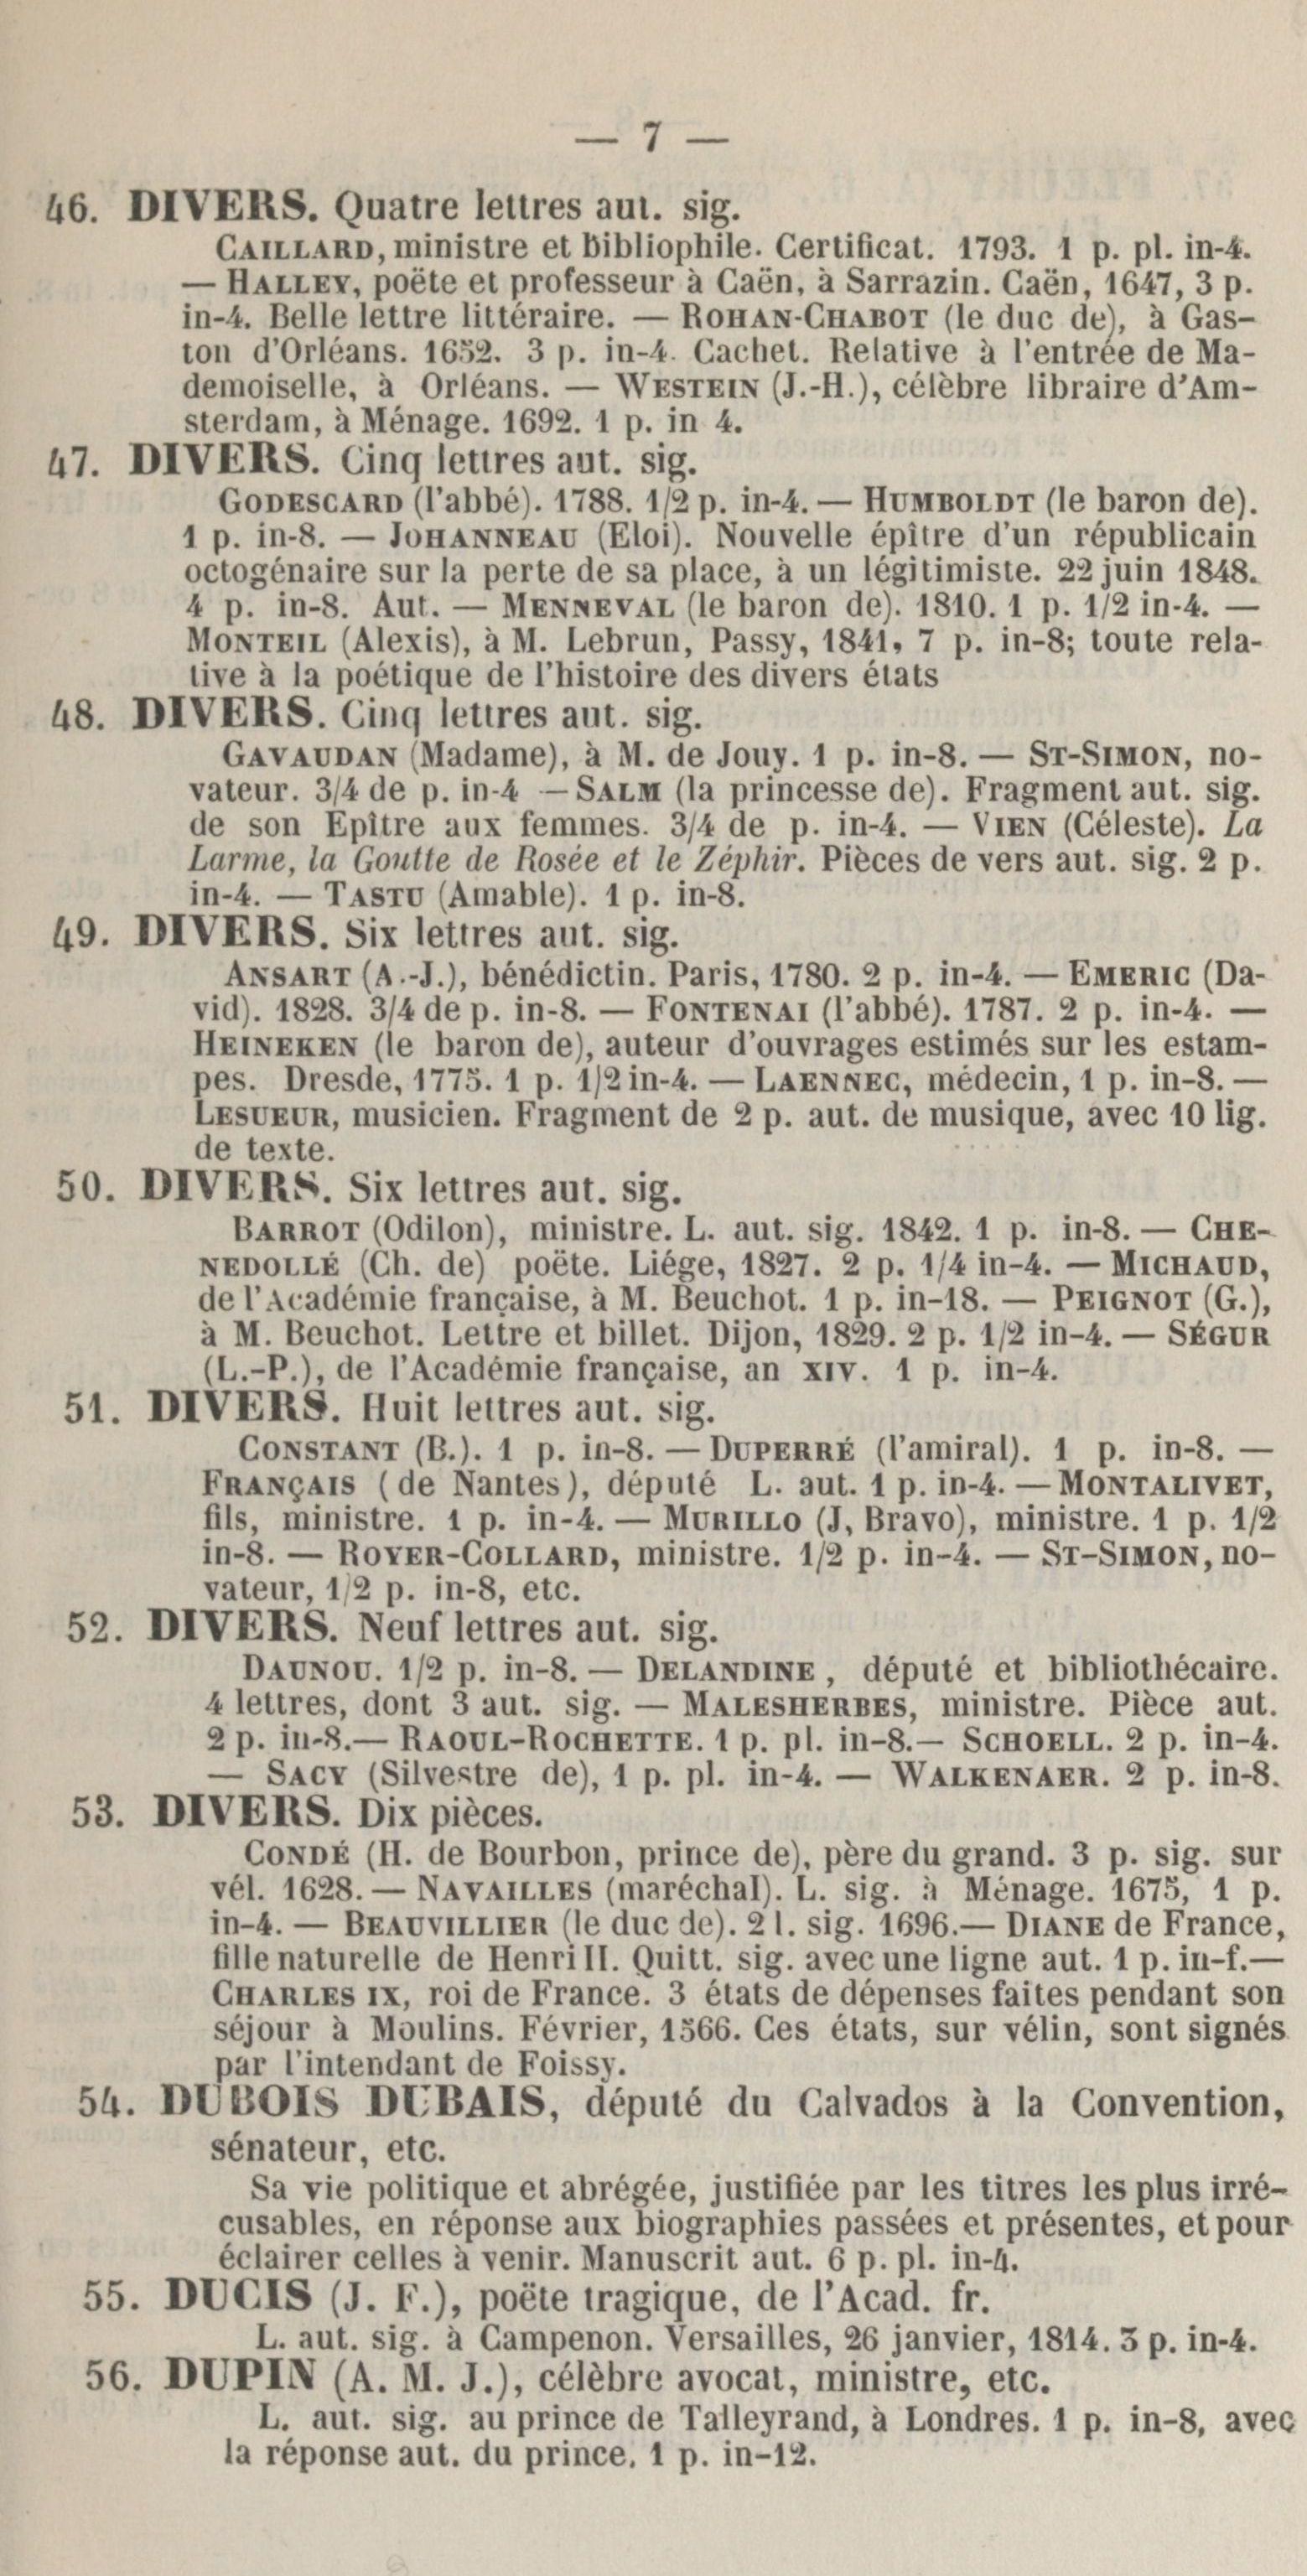 — 7 —
46. DIVERS. Quatre lettres aut. sig.
CAILLARD, ministre et bibliophile. Certificat. 1793. 1 p. pl. in-4.
— HALLEY, poëte et professeur à Caën, à Sarrazin. Caën, 1647, 3 p.
in-4. Belle lettre littéraire. — ROHAN-CHABOT (le duc de), à Gas-
ton d'Orléans. 1652. 3 p. in-4. Cachet. Relative à l'entrée de Ma-
demoiselle, à Orléans. — WESTEIN (J.-H.), célèbre libraire d'Am-
sterdam, à Ménage. 1692. 1 p. in 4.
47. DIVERS. Cinq lettres aut. sig.
GODESCARD (l'abbé). 1788. 1/2 p. in-4. — HUMBOLDT (le baron de).
1 p. in-8. — JOHANNEAU (Eloi). Nouvelle épître d'un républicain
octogénaire sur la perte de sa place, à un légitimiste. 22 juin 1848.
4 p. in-8. Aut. — MENNEVAL (le baron de). 1810. 1 p. 1/2 in-4. —
MONTEIL (Alexis), à M. Lebrun, Passy, 1841, 7 p. in-8; toute rela-
tive à la poétique de l'histoire des divers états
48. DIVERS. Cinq lettres aut. sig.
GAVAUDAN (Madame), à M. de Jouy. 1 p. in-8. — ST-SIMON, no-
vateur. 3/4 de p. in-4 — SALM (la princesse de). Fragment aut. sig.
de son Epître aux femmes. 3/4 de p. in-4. — VIEN (Céleste). La
Larme, la Goutte de Rosée et le Zéphir. Pièces de vers aut. sig. 2 p.
in-4. — TASTU (Amable). 1 p. in-8.
49. DIVERS. Six lettres aut. sig.
ANSART (A.-J.), bénédictin. Paris, 1780. 2 p. in-4. — EMERIC (Da-
vid). 1828. 3/4 de p. in-8. — FONTENAI (l'abbé). 1787. 2 p. in-4. —
HEINEKEN (le baron de), auteur d'ouvrages estimés sur les estam-
pes. Dresde, 1775. 1 p. 1/2 in-4. — LAENNEC, médecin, 1 p. in-8. —
LESUEUR, musicien. Fragment de 2 p. aut. de musique, avec 10 lig.
de texte.
50. DIVERS. Six lettres aut. sig.
BARROT (Odilon), ministre. L. aut. sig. 1842. 1 p. in-8. — CHE-
NEDOLLÉ (Ch. de) poëte. Liége, 1827. 2 p. 1/4 in-4. — MICHAUD,
de l'Académie française, à M. Beuchot. 1 p. in-18. — PEIGNOT (G.),
à M. Beuchot. Lettre et billet. Dijon, 1829. 2 p. 1/2 in-4. — SÉGUR
(L.-P.), de l'Académie française, an XIV. 1 p. in-4.
51. DIVERS. Huit lettres aut. sig.
CONSTANT (B.). 1 p. in-8. — DUPERRÉ (l'amiral). 1 p. in-8. —
FRANÇAIS (de Nantes), député L. aut. 1 p. in-4. — MONTALIVET,
fils, ministre. 1 p. in-4. — MURILLO (J, Bravo), ministre. 1 p. 1/2
in-8. — ROYER-COLLARD, ministre. 1/2 p. in-4. — ST-SIMON, no-
vateur, 1/2 p. in-8, etc.
52. DIVERS. Neuf lettres aut. sig.
DAUNOU. 1/2 p. in-8. — DELANDINE, député et bibliothécaire.
4 lettres, dont 3 aut. sig. — MALESHERBES, ministre. Pièce aut.
2 p. in-8. — RAOUL-ROCHETTE. 1 p. pl. in-8. — SCHOELL. 2 p. in-4.
— SACY (Silvestre de), 1 p. pl. in-4. — WALKENAER. 2 p. in-8.
53. DIVERS. Dix pièces.
CONDÉ (H. de Bourbon, prince de), père du grand. 3 p. sig. sur
vél. 1628. — NAVAILLES (maréchal). L. sig. à Ménage. 1675, 1 p.
in-4. — BEAUVILLIER (le duc de). 2 l. sig. 1696. — DIANE de France,
fille naturelle de Henri II. Quitt. sig. avec une ligne aut. 1 p. in-f. —
CHARLES IX, roi de France. 3 états de dépenses faites pendant son
séjour à Moulins. Février, 1566. Ces états, sur vélin, sont signés
par l'intendant de Foissy.
54. DUBOIS DUBAIS, député du Calvados à la Convention,
sénateur, etc.
Sa vie politique et abrégée, justifiée par les titres les plus irré-
cusables, en réponse aux biographies passées et présentes, et pour
éclairer celles à venir. Manuscrit aut. 6 p. pl. in-4.
55. DUCIS (J. F.), poëte tragique, de l'Acad. fr.
L. aut. sig. à Campenon. Versailles, 26 janvier, 1814. 3 p. in-4.
56. DUPIN (A. M. J.), célèbre avocat, ministre, etc.
L. aut. sig. au prince de Talleyrand, à Londres. 1 p. in-8, avec
la réponse aut. du prince. 1 p. in-12.